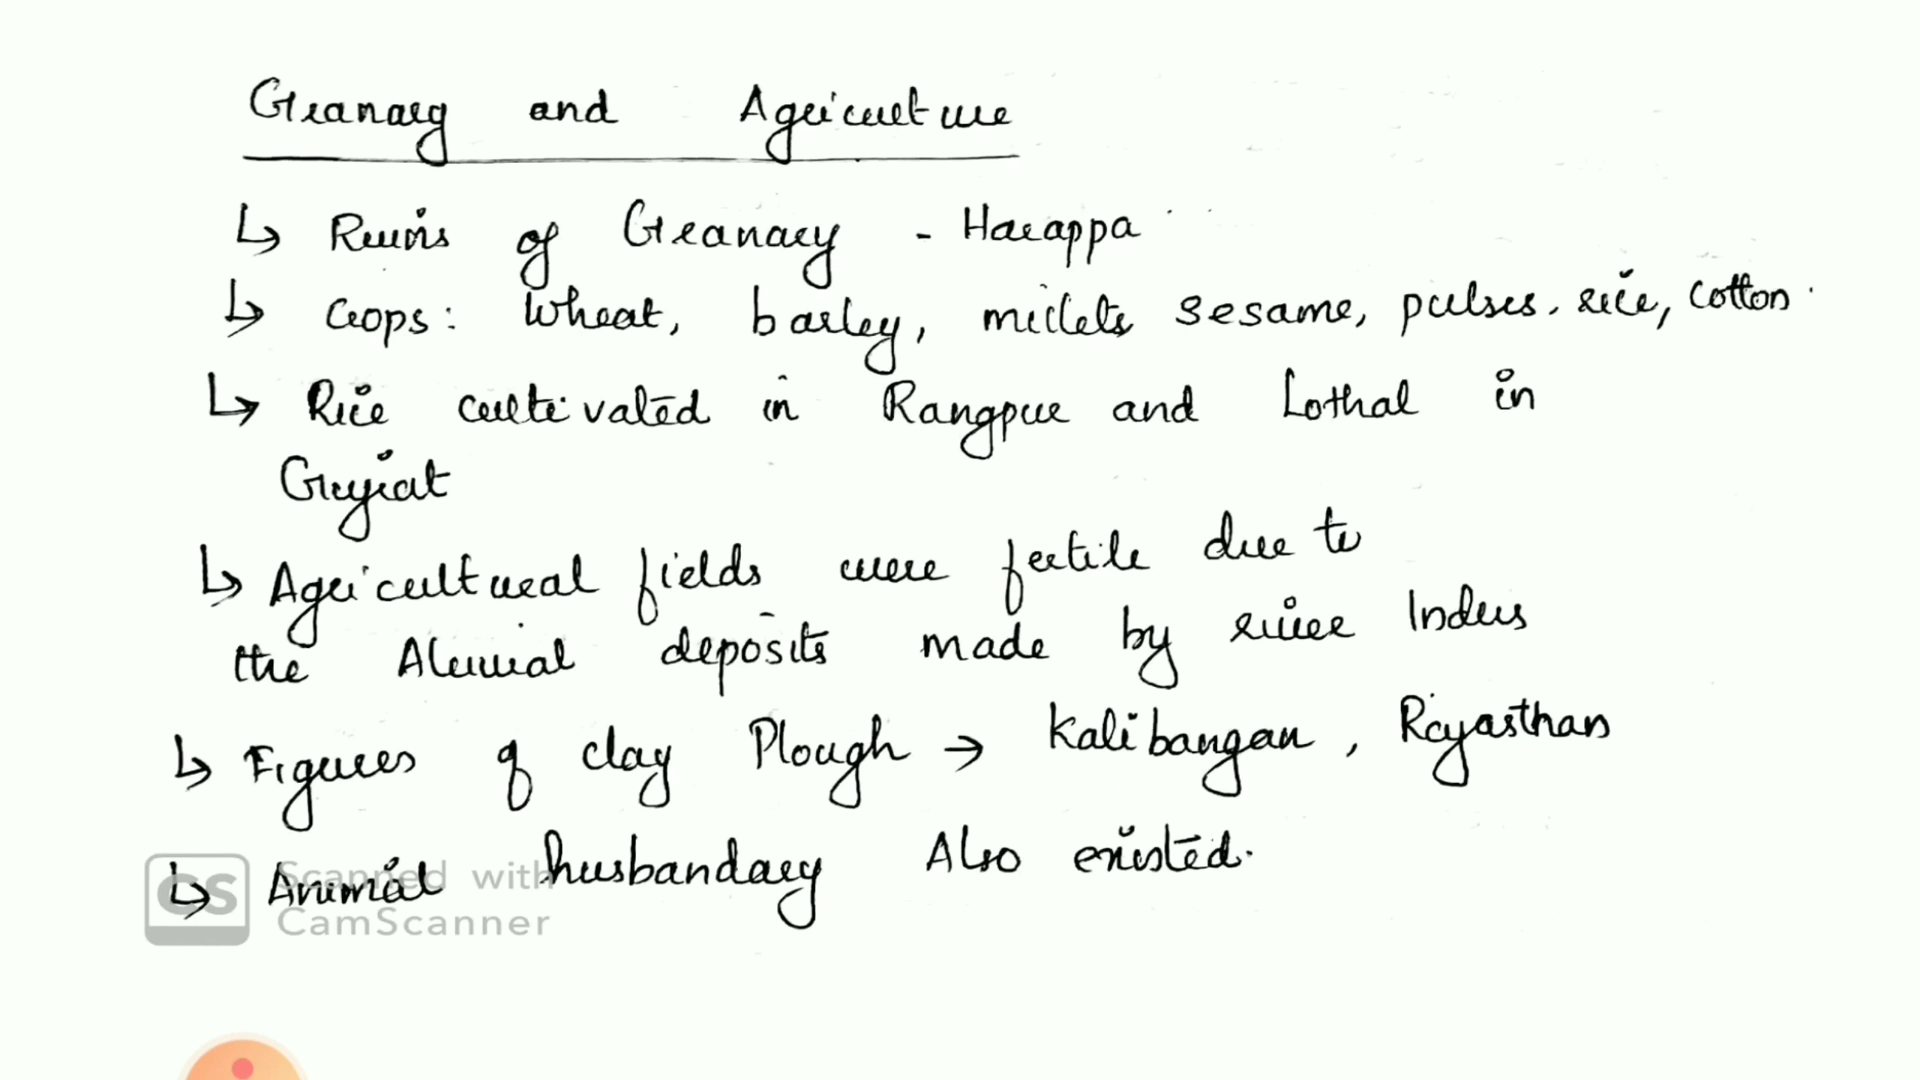 Granary and Agriculture
↳ Ruins of Granary - Harappa
↳ Crops: Wheat, barley, millets sesame, pulses, rice, cotton.
↳ Rice cultivated in Rangpur and Lothal in
Gujrat
↳ Agricultural fields were fertile due to
the Aluvial deposits made by river Indus
↳ Figures of clay Plough → Kalibangan, Rajasthan
↳ Animal husbandary Also existed.
CS Scanned with
CamScanner